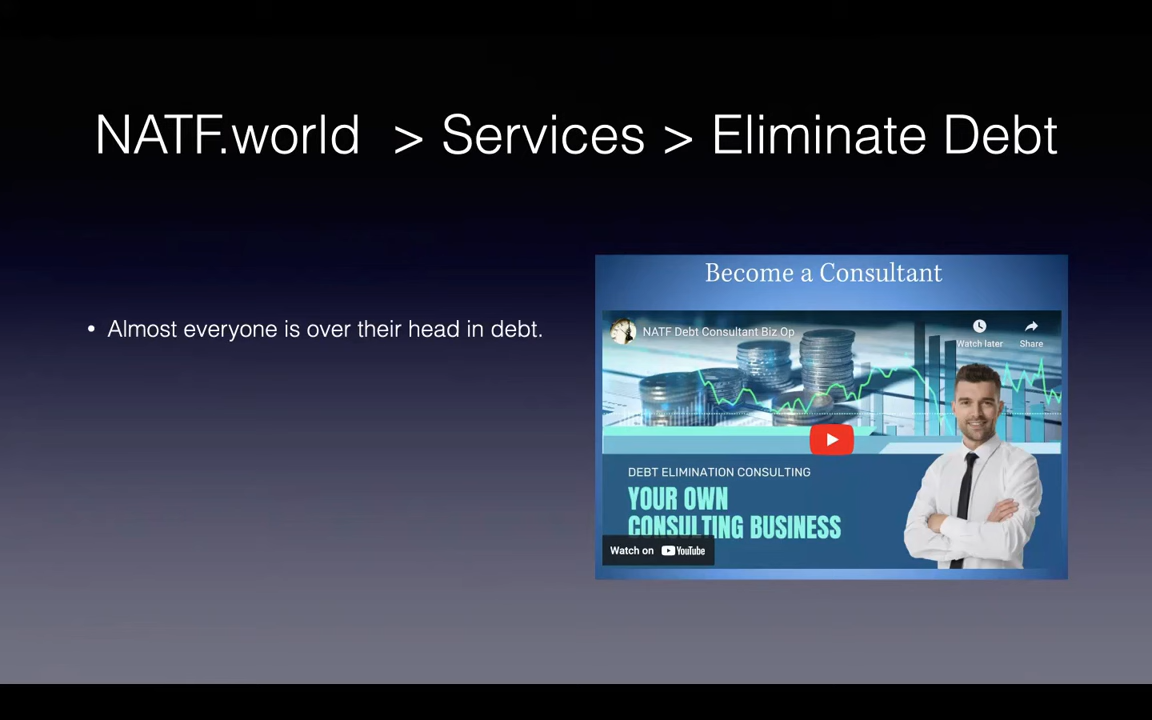 NATF.world > Services > Eliminate Debt
• Almost everyone is over their head in debt.
Become a Consultant
NATF Debt Consultant Biz Op
Watch later
Share
DEBT ELIMINATION CONSULTING
YOUR OWN
CONSULTING BUSINESS
Watch on YouTube